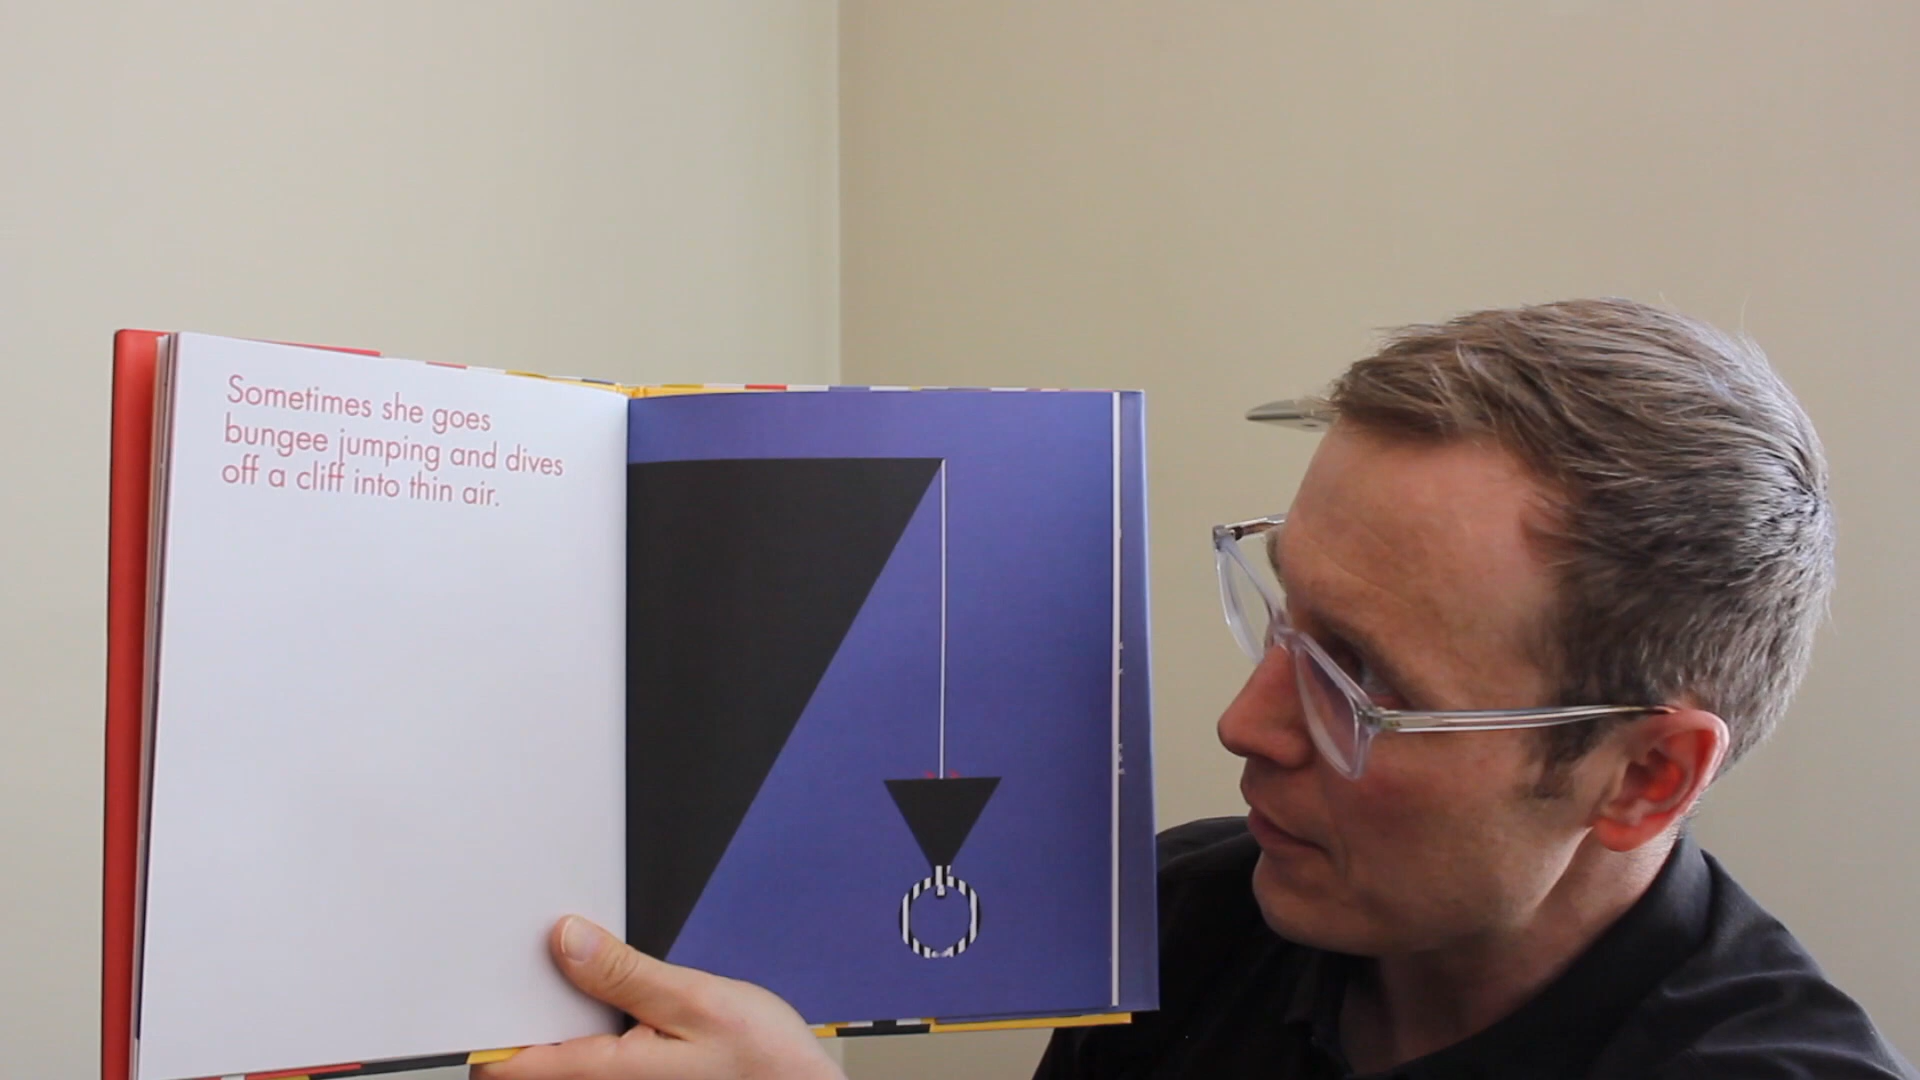 Sometimes she goes
bungee jumping and dives
off a cliff into thin air.